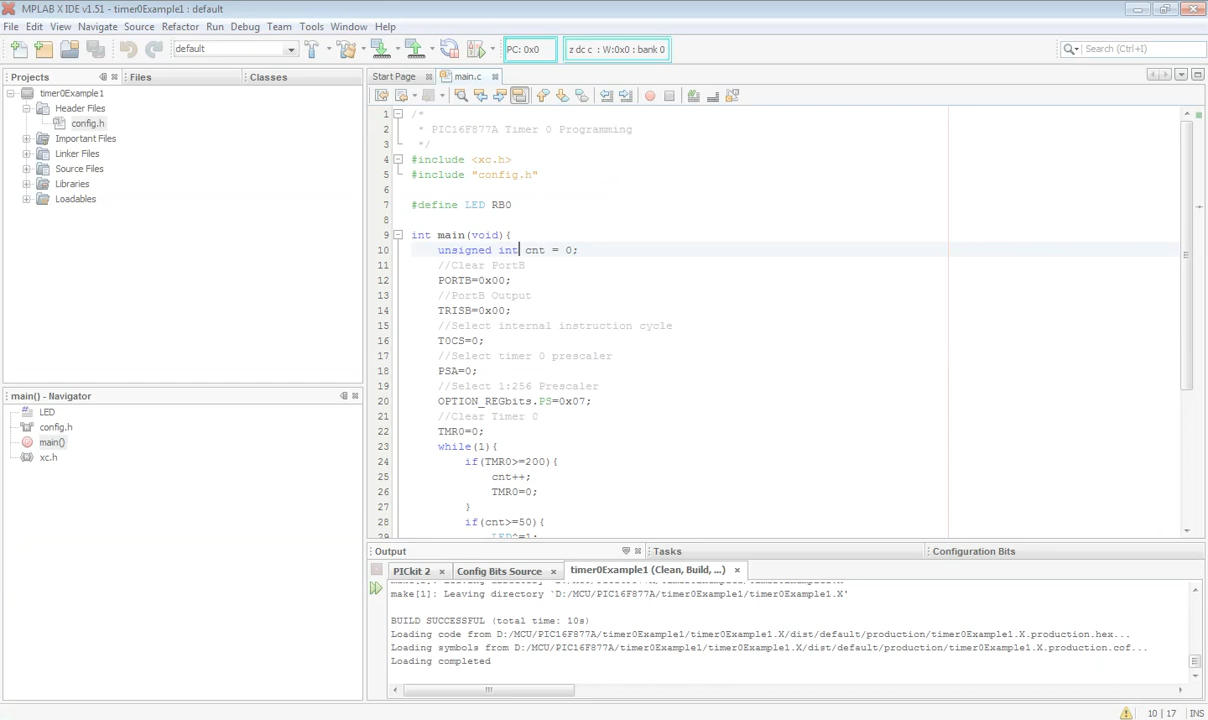 MPLAB X IDE v1.51 - timer0Example1 : default
File Edit View Navigate Source Refactor Run Debug Team Tools Window Help
default
PC: 0x0
z dc c : W:0x0 : bank 0
Search (Ctrl+I)
Projects
Files
Classes
timer0Example1
Header Files
config.h
Important Files
Linker Files
Source Files
Libraries
Loadables
main() - Navigator
LED
config.h
main()
xc.h
Start Page
main.c
1 /*
2 * PIC16F877A Timer 0 Programming
3 */
4 #include <xc.h>
5 #include "config.h"
6
7 #define LED RB0
8
9 int main(void){
10 unsigned int cnt = 0;
11 //Clear PortB
12 PORTB=0x00;
13 //PortB Output
14 TRISB=0x00;
15 //Select internal instruction cycle
16 T0CS=0;
17 //Select timer 0 prescaler
18 PSA=0;
19 //Select 1:256 Prescaler
20 OPTION_REGbits.PS=0x07;
21 //Clear Timer 0
22 TMR0=0;
23 while(1){
24 if(TMR0>=200){
25 cnt++;
26 TMR0=0;
27 }
28 if(cnt>=50){
29 LED^=1;
Output
Tasks
Configuration Bits
PICkit 2
Config Bits Source
timer0Example1 (Clean, Build, ...)
make[1]: Leaving directory `D:/MCU/PIC16F877A/timer0Example1/timer0Example1.X'
BUILD SUCCESSFUL (total time: 10s)
Loading code from D:/MCU/PIC16F877A/timer0Example1/timer0Example1.X/dist/default/production/timer0Example1.X.production.hex...
Loading symbols from D:/MCU/PIC16F877A/timer0Example1/timer0Example1.X/dist/default/production/timer0Example1.X.production.cof...
Loading completed
10 | 17
INS